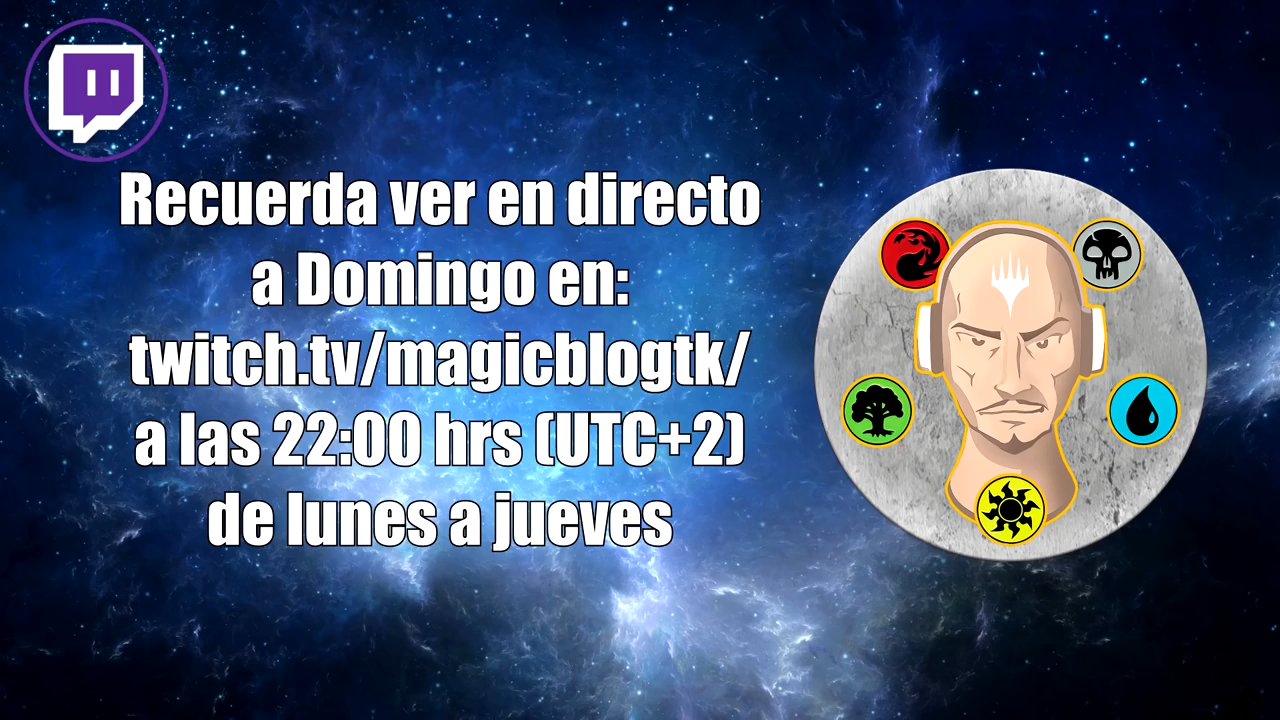 Recuerda ver en directo
a Domingo en:
twitch.tv/magicblogtk/
a las 22:00 hrs (UTC+2)
de lunes a jueves